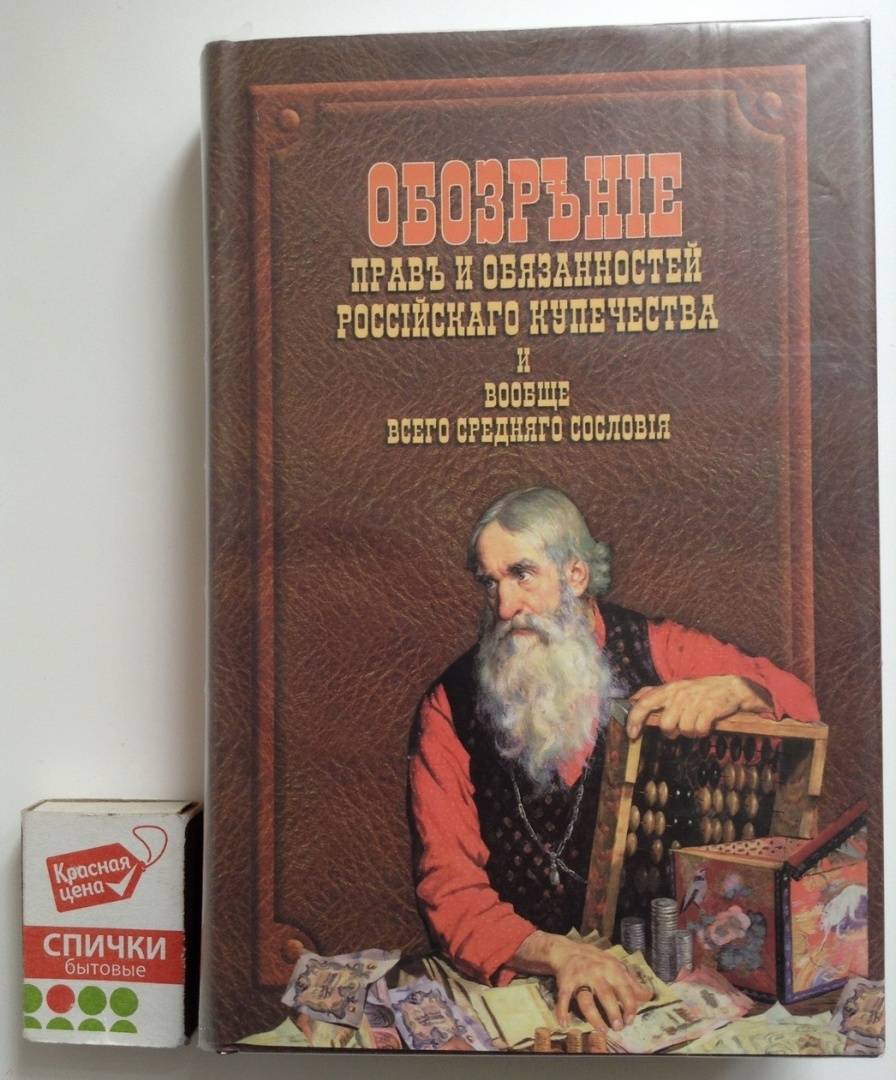 ОБОЗРѢНІЕ
ПРАВЪ И ОБЯЗАННОСТЕЙ
РОССІЙСКАГО КУПЕЧЕСТВА
И
ВООБЩЕ
ВСЕГО СРЕДНЯГО СОСЛОВІЯ
Красная
цена
СПИЧКИ
бытовые